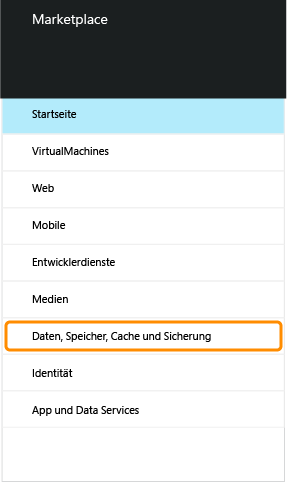 Marketplace
Startseite
VirtualMachines
Web
Mobile
Entwicklerdienste
Medien
Daten, Speicher, Cache und Sicherung
Identität
App und Data Services